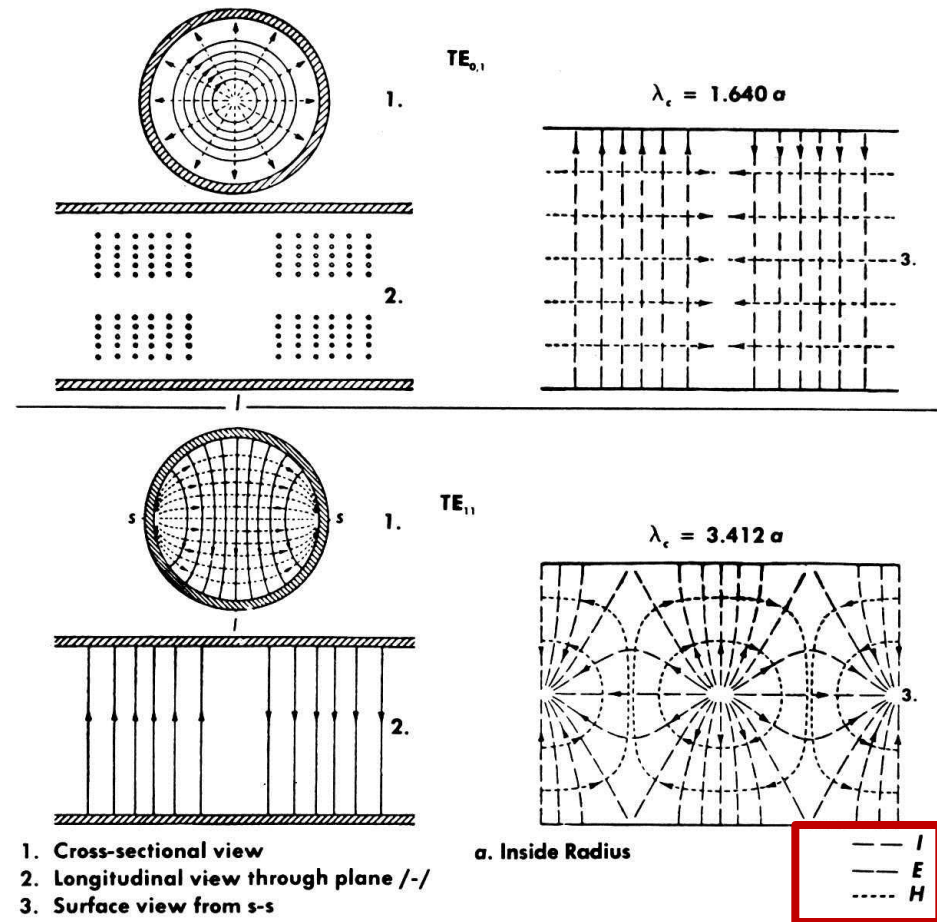 TE₀,₁
1.
λc = 1.640 a
2.
3.
l
TE₁₁
s
s
1.
λc = 3.412 a
l
2.
3.
1. Cross-sectional view
2. Longitudinal view through plane l-l
3. Surface view from s-s
a. Inside Radius
I
E
H